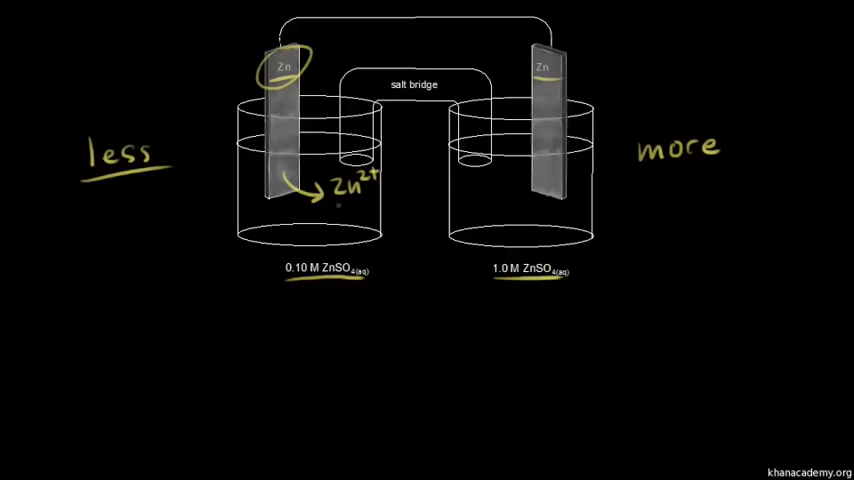 Zn
Zn
salt bridge
less
more
Zn²⁺
0.10 M ZnSO₄(aq)
1.0 M ZnSO₄(aq)
khanacademy.org